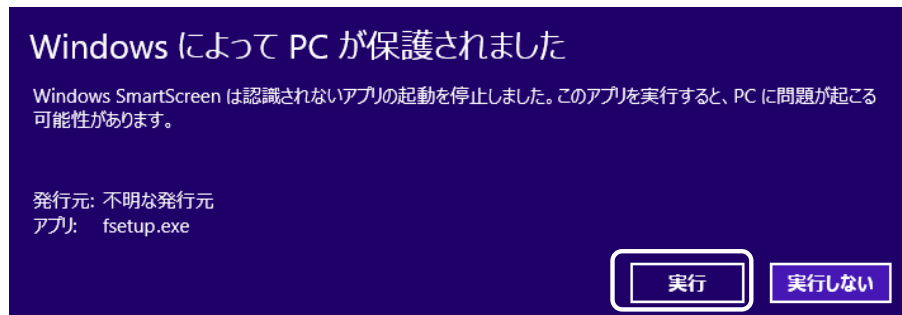 Windows によって PC が保護されました
Windows SmartScreen は認識されないアプリの起動を停止しました。このアプリを実行すると、PC に問題が起こる
可能性があります。
発行元: 不明な発行元
アプリ: fsetup.exe
実行 実行しない